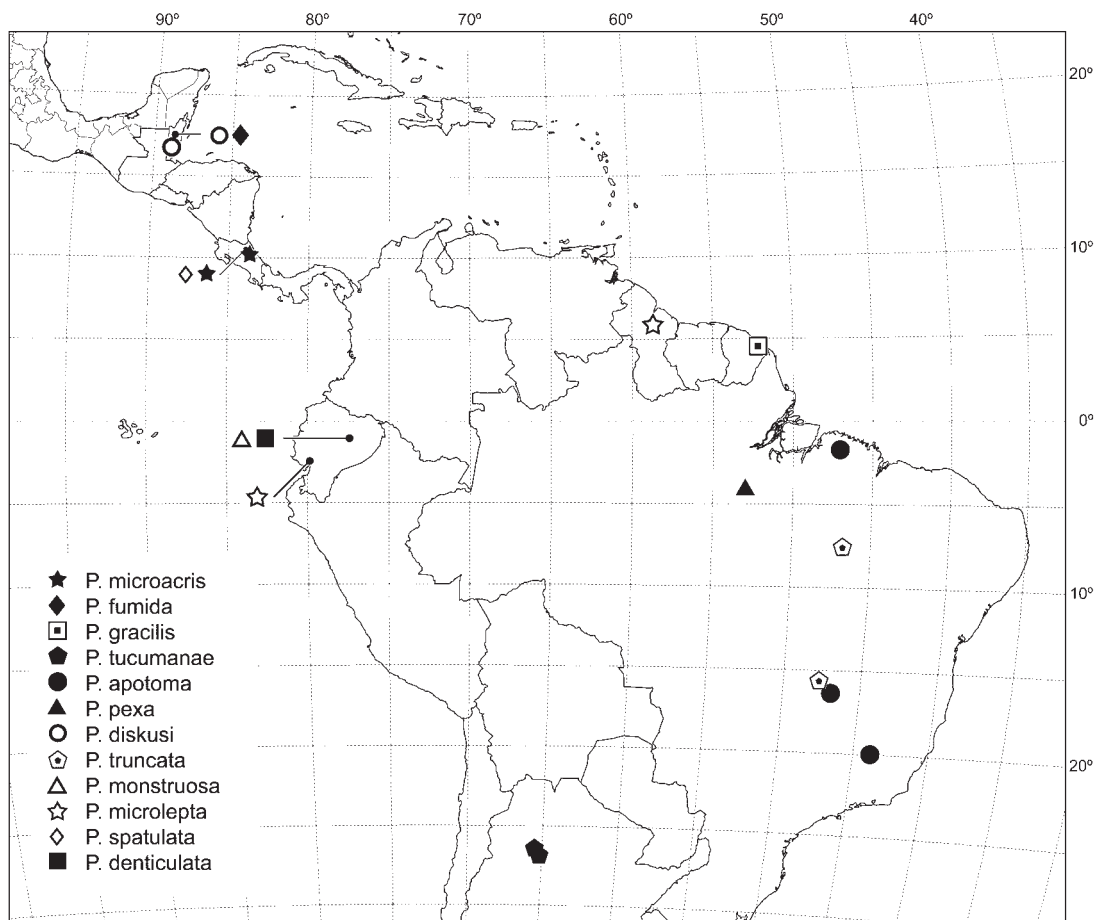 90º 80º 70º 60º 50º 40º
20º
10º
0º
10º
20º
P. microacris
P. fumida
P. gracilis
P. tucumanae
P. apotoma
P. pexa
P. diskusi
P. truncata
P. monstruosa
P. microlepta
P. spatulata
P. denticulata